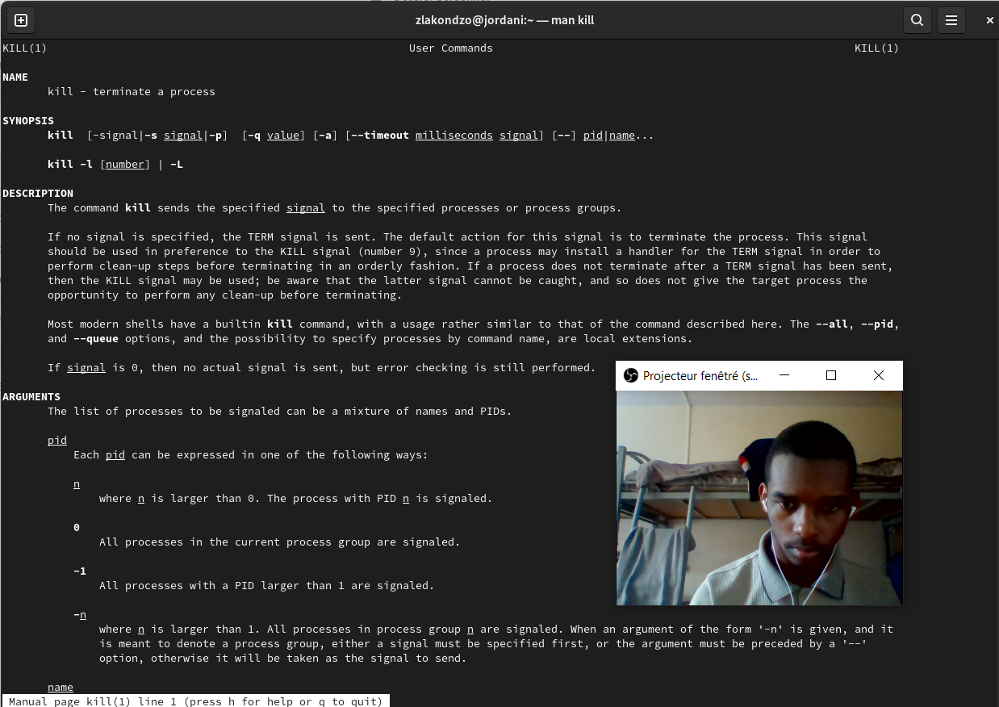 zlakondzo@jordani:~ — man kill
KILL(1) User Commands KILL(1)
NAME
kill - terminate a process
SYNOPSIS
kill [-signal|-s signal|-p] [-q value] [-a] [--timeout milliseconds signal] [--] pid|name...
kill -l [number] | -L
DESCRIPTION
The command kill sends the specified signal to the specified processes or process groups.
If no signal is specified, the TERM signal is sent. The default action for this signal is to terminate the process. This signal
should be used in preference to the KILL signal (number 9), since a process may install a handler for the TERM signal in order to
perform clean-up steps before terminating in an orderly fashion. If a process does not terminate after a TERM signal has been sent,
then the KILL signal may be used; be aware that the latter signal cannot be caught, and so does not give the target process the
opportunity to perform any clean-up before terminating.
Most modern shells have a builtin kill command, with a usage rather similar to that of the command described here. The --all, --pid,
and --queue options, and the possibility to specify processes by command name, are local extensions.
If signal is 0, then no actual signal is sent, but error checking is still performed.
Projecteur fenêtré (s...
ARGUMENTS
The list of processes to be signaled can be a mixture of names and PIDs.
pid
Each pid can be expressed in one of the following ways:
n
where n is larger than 0. The process with PID n is signaled.
0
All processes in the current process group are signaled.
-1
All processes with a PID larger than 1 are signaled.
-n
where n is larger than 1. All processes in process group n are signaled. When an argument of the form '-n' is given, and it
is meant to denote a process group, either a signal must be specified first, or the argument must be preceded by a '--'
option, otherwise it will be taken as the signal to send.
name
Manual page kill(1) line 1 (press h for help or q to quit)